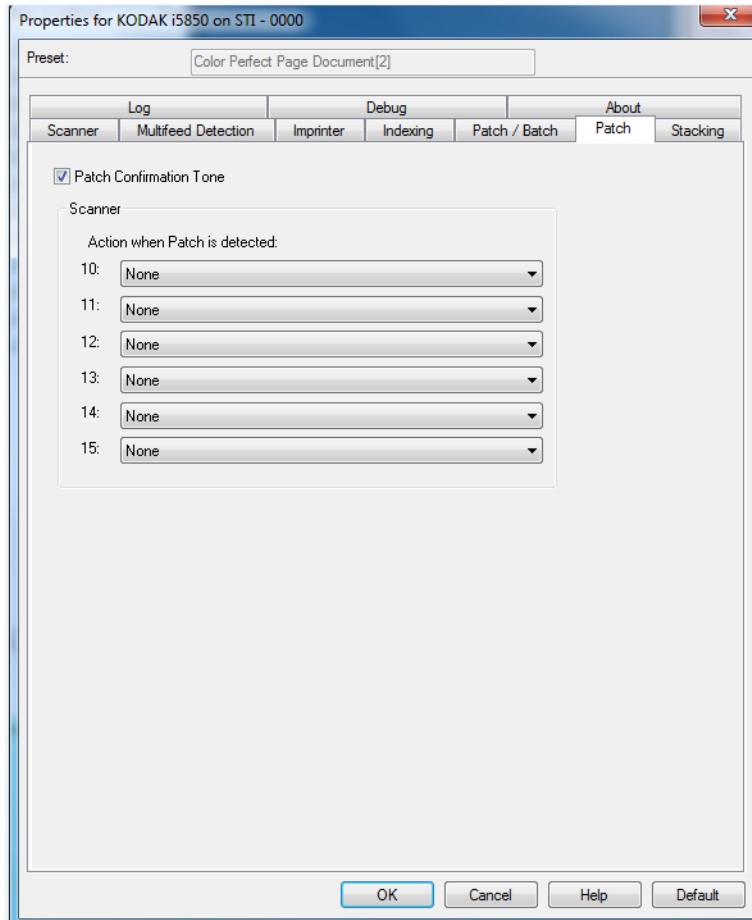 Properties for KODAK i5850 on STI - 0000
x
Preset: Color Perfect Page Document[2]
Log Debug About
Scanner Multifeed Detection Imprinter Indexing Patch / Batch Patch Stacking
Patch Confirmation Tone
Scanner
Action when Patch is detected:
10: None
11: None
12: None
13: None
14: None
15: None
OK Cancel Help Default